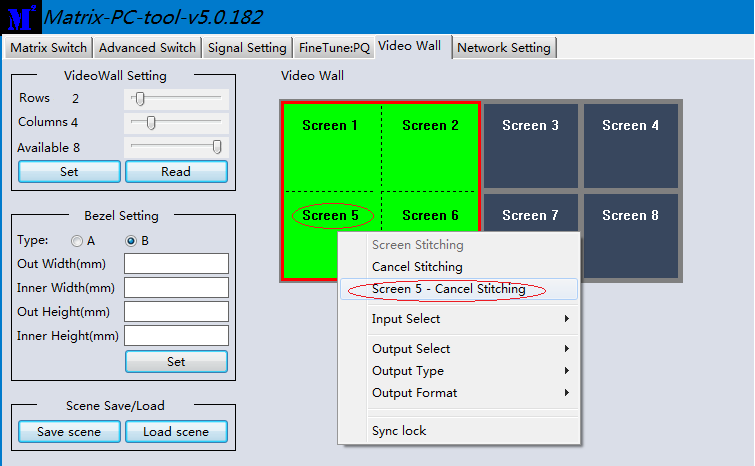 M² Matrix-PC-tool-v5.0.182
Matrix Switch Advanced Switch Signal Setting FineTune:PQ Video Wall Network Setting
VideoWall Setting
Rows 2
Columns 4
Available 8
Set Read
Bezel Setting
Type: A B
Out Width(mm)
Inner Width(mm)
Out Height(mm)
Inner Height(mm)
Set
Scene Save/Load
Save scene Load scene
Video Wall
Screen 1 Screen 2 Screen 3 Screen 4
Screen 5 Screen 6 Screen 7 Screen 8
Screen Stitching
Cancel Stitching
Screen 5 - Cancel Stitching
Input Select
Output Select
Output Type
Output Format
Sync lock